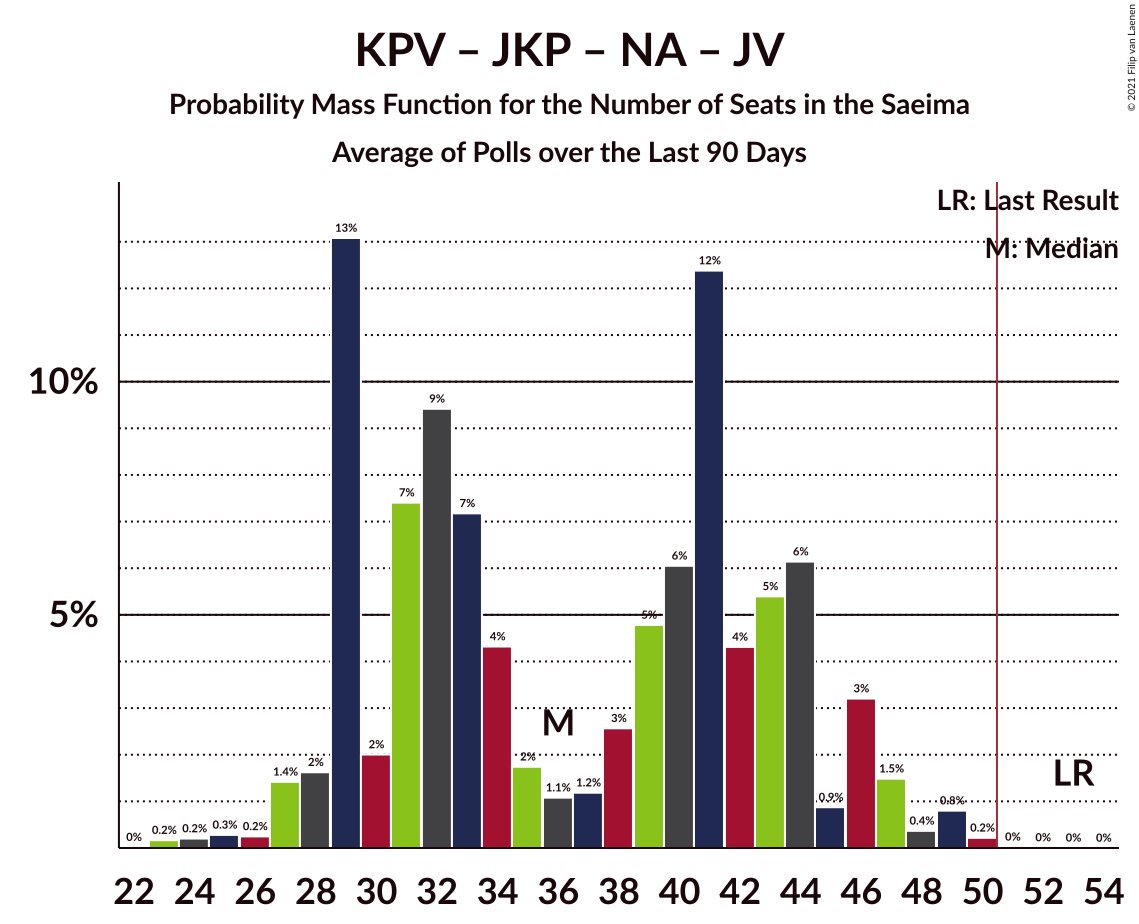 KPV – JKP – NA – JV
Probability Mass Function for the Number of Seats in the Saeima
Average of Polls over the Last 90 Days
© 2021 Filip van Laenen
LR: Last Result
M: Median
10%
5%
0% 0.2% 0.2% 0.3% 0.2% 1.4% 2% 13% 2% 7% 9% 7% 4% 2% 1.1% 1.2% 3% 5% 6% 12% 4% 5% 6% 0.9% 3% 1.5% 0.4% 0.8% 0.2% 0% 0% 0% 0%
M
LR
22 24 26 28 30 32 34 36 38 40 42 44 46 48 50 52 54